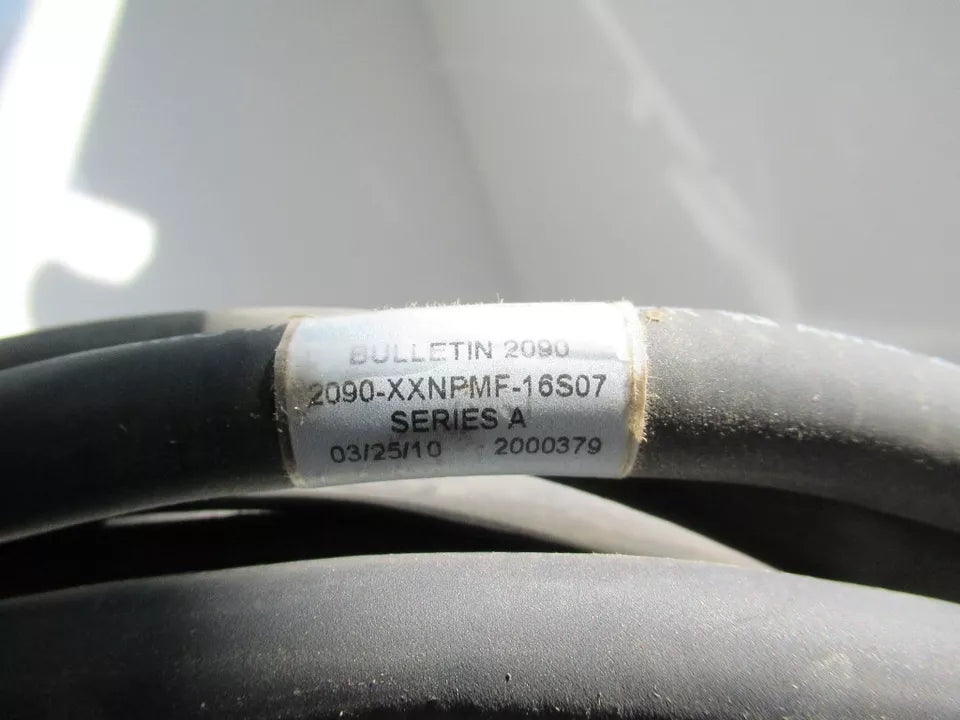 BULLETIN 2090
2090-XXNPMF-16S07
SERIES A
03/25/10 2000379